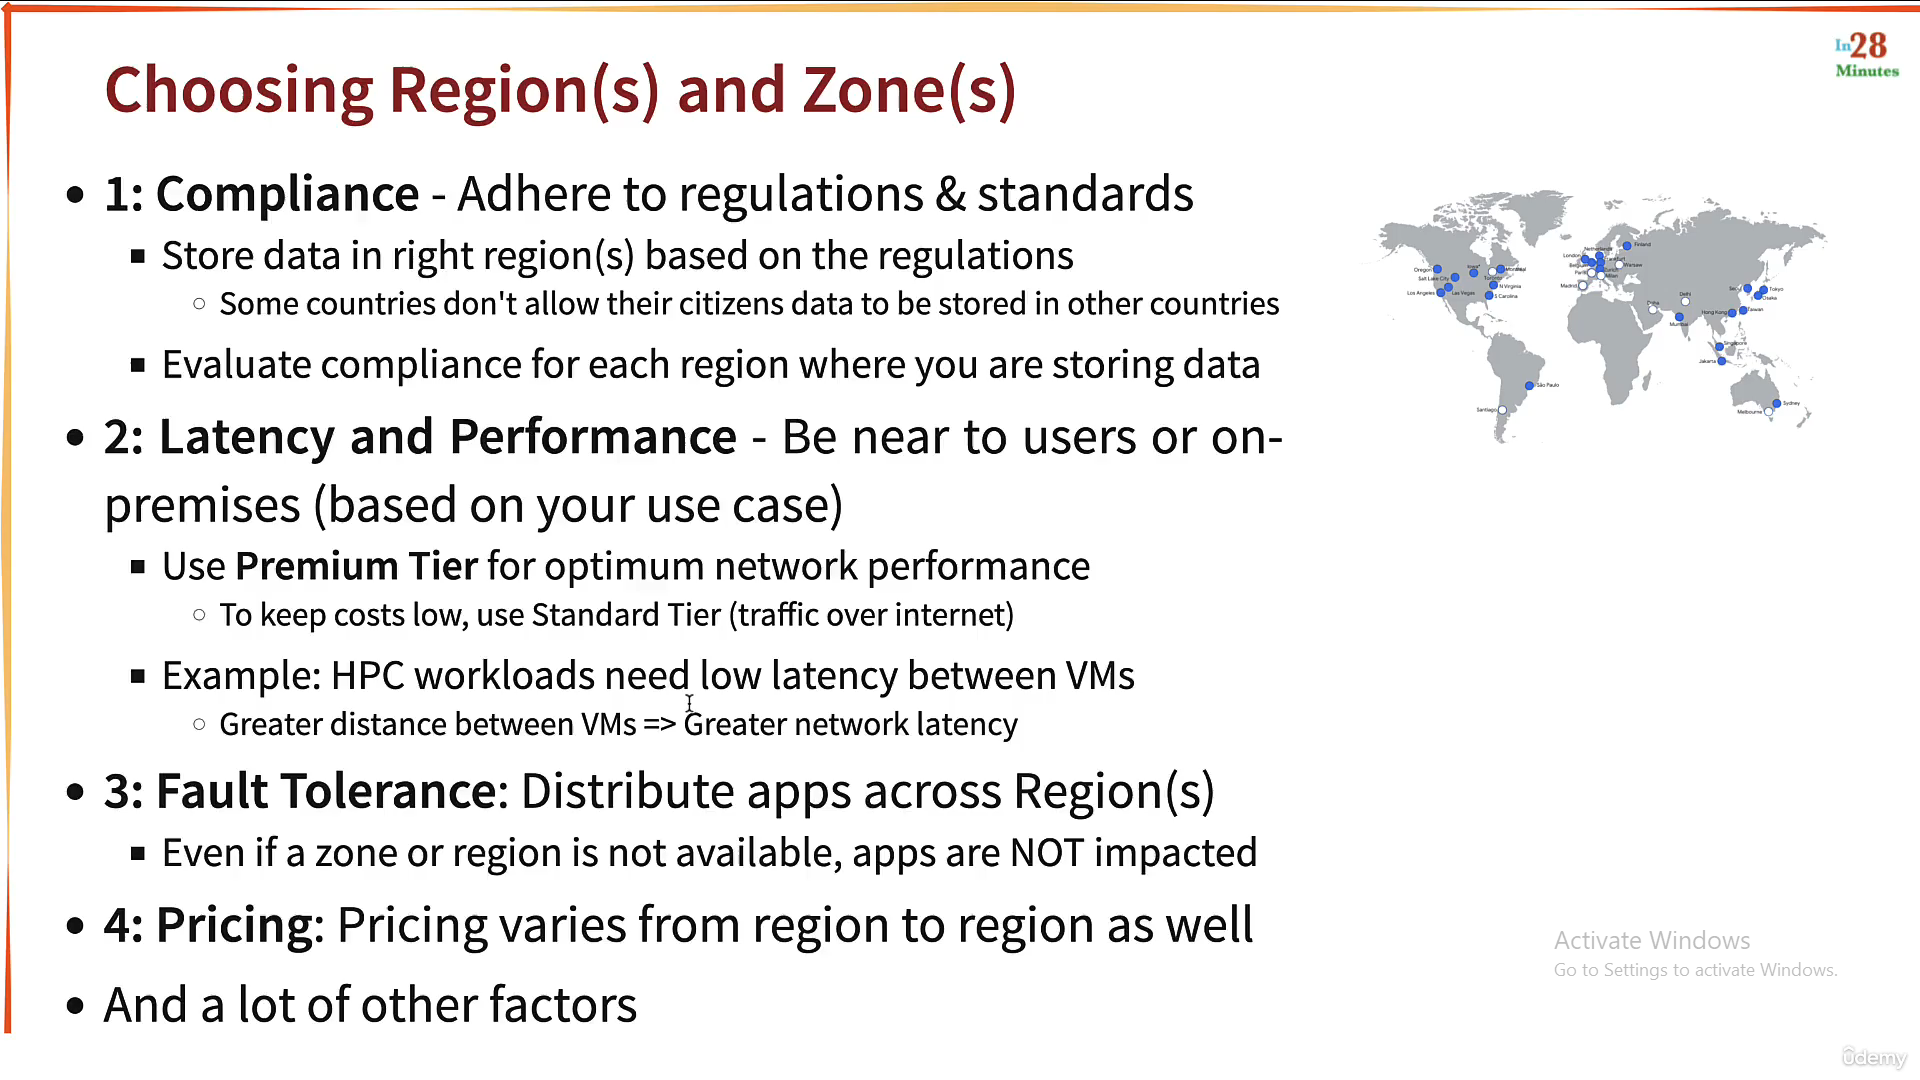 In28
Minutes
Choosing Region(s) and Zone(s)
• 1: Compliance - Adhere to regulations & standards
▪ Store data in right region(s) based on the regulations
○ Some countries don't allow their citizens data to be stored in other countries
▪ Evaluate compliance for each region where you are storing data
• 2: Latency and Performance - Be near to users or on-
premises (based on your use case)
▪ Use Premium Tier for optimum network performance
○ To keep costs low, use Standard Tier (traffic over internet)
▪ Example: HPC workloads need low latency between VMs
○ Greater distance between VMs => Greater network latency
• 3: Fault Tolerance: Distribute apps across Region(s)
▪ Even if a zone or region is not available, apps are NOT impacted
• 4: Pricing: Pricing varies from region to region as well
• And a lot of other factors
Finland
Netherlands
London
Warsaw
Madrid
Oregon
Salt Lake City
Los Angeles
Las Vegas
Toronto
Montréal
N Virginia
S Carolina
São Paulo
Santiago
Doha
Delhi
Mumbai
Tokyo
Osaka
Hong Kong
Taiwan
Singapore
Jakarta
Sydney
Melbourne
Activate Windows
Go to Settings to activate Windows.
ûdemy